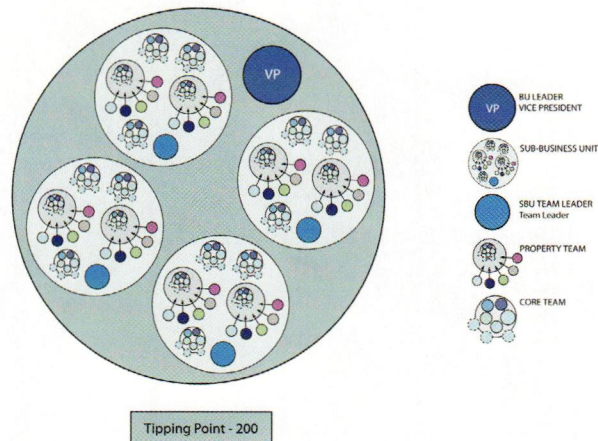 VP
VP
BU LEADER
VICE PRESIDENT
SUB-BUSINESS UNIT
SBU TEAM LEADER
Team Leader
PROPERTY TEAM
CORE TEAM
Tipping Point - 200